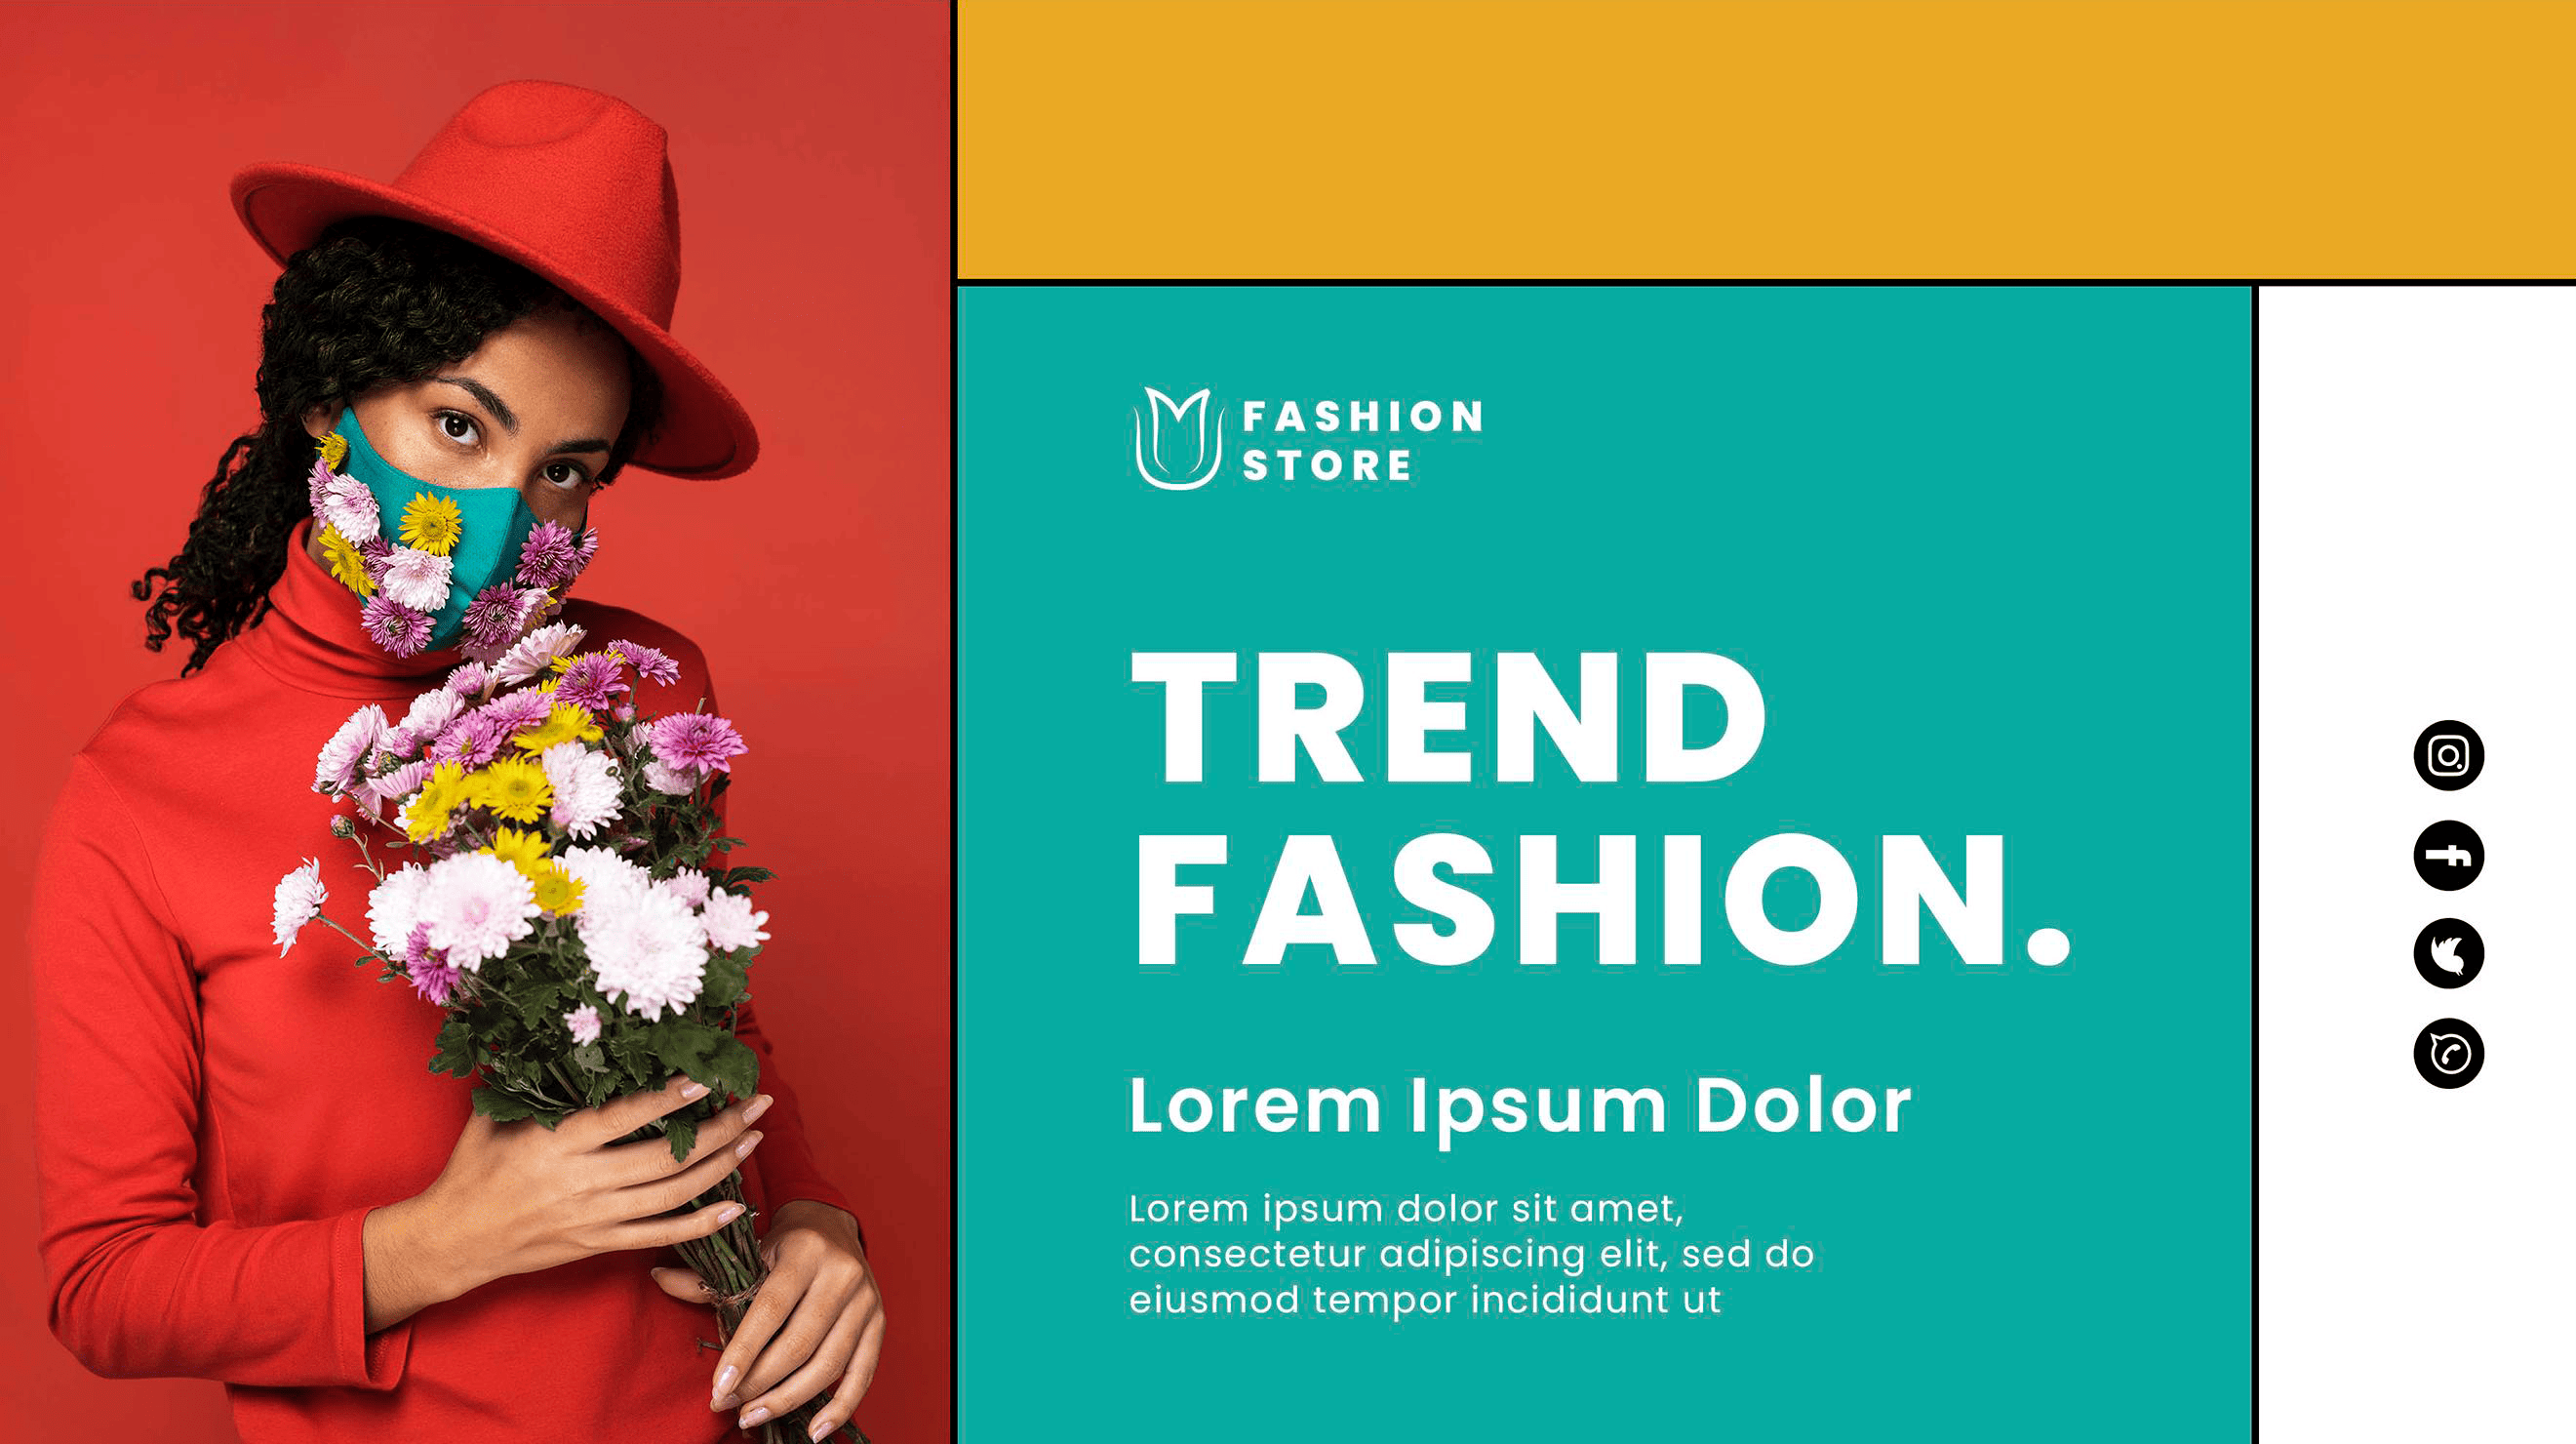 FASHION
STORE
TREND
FASHION.
Lorem Ipsum Dolor
Lorem ipsum dolor sit amet,
consectetur adipiscing elit, sed do
eiusmod tempor incididunt ut